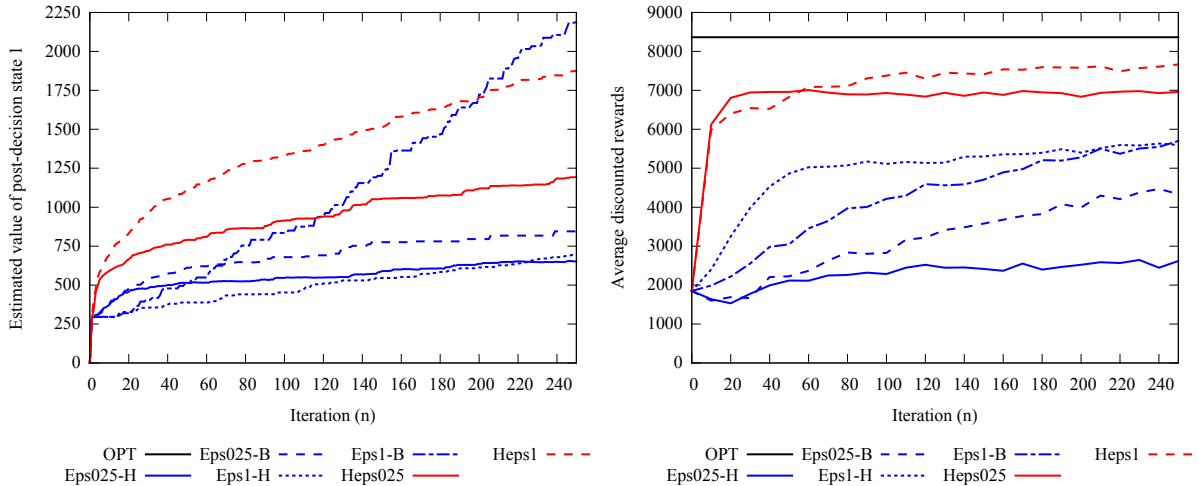 Estimated value of post-decision state 1
2250
2000
1750
1500
1250
1000
750
500
250
0
0 20 40 60 80 100 120 140 160 180 200 220 240
Iteration (n)
OPT Eps025-B Eps1-B Heps1
Eps025-H Eps1-H Heps025
Average discounted rewards
9000
8000
7000
6000
5000
4000
3000
2000
1000
0
0 20 40 60 80 100 120 140 160 180 200 220 240
Iteration (n)
OPT Eps025-B Eps1-B Heps1
Eps025-H Eps1-H Heps025